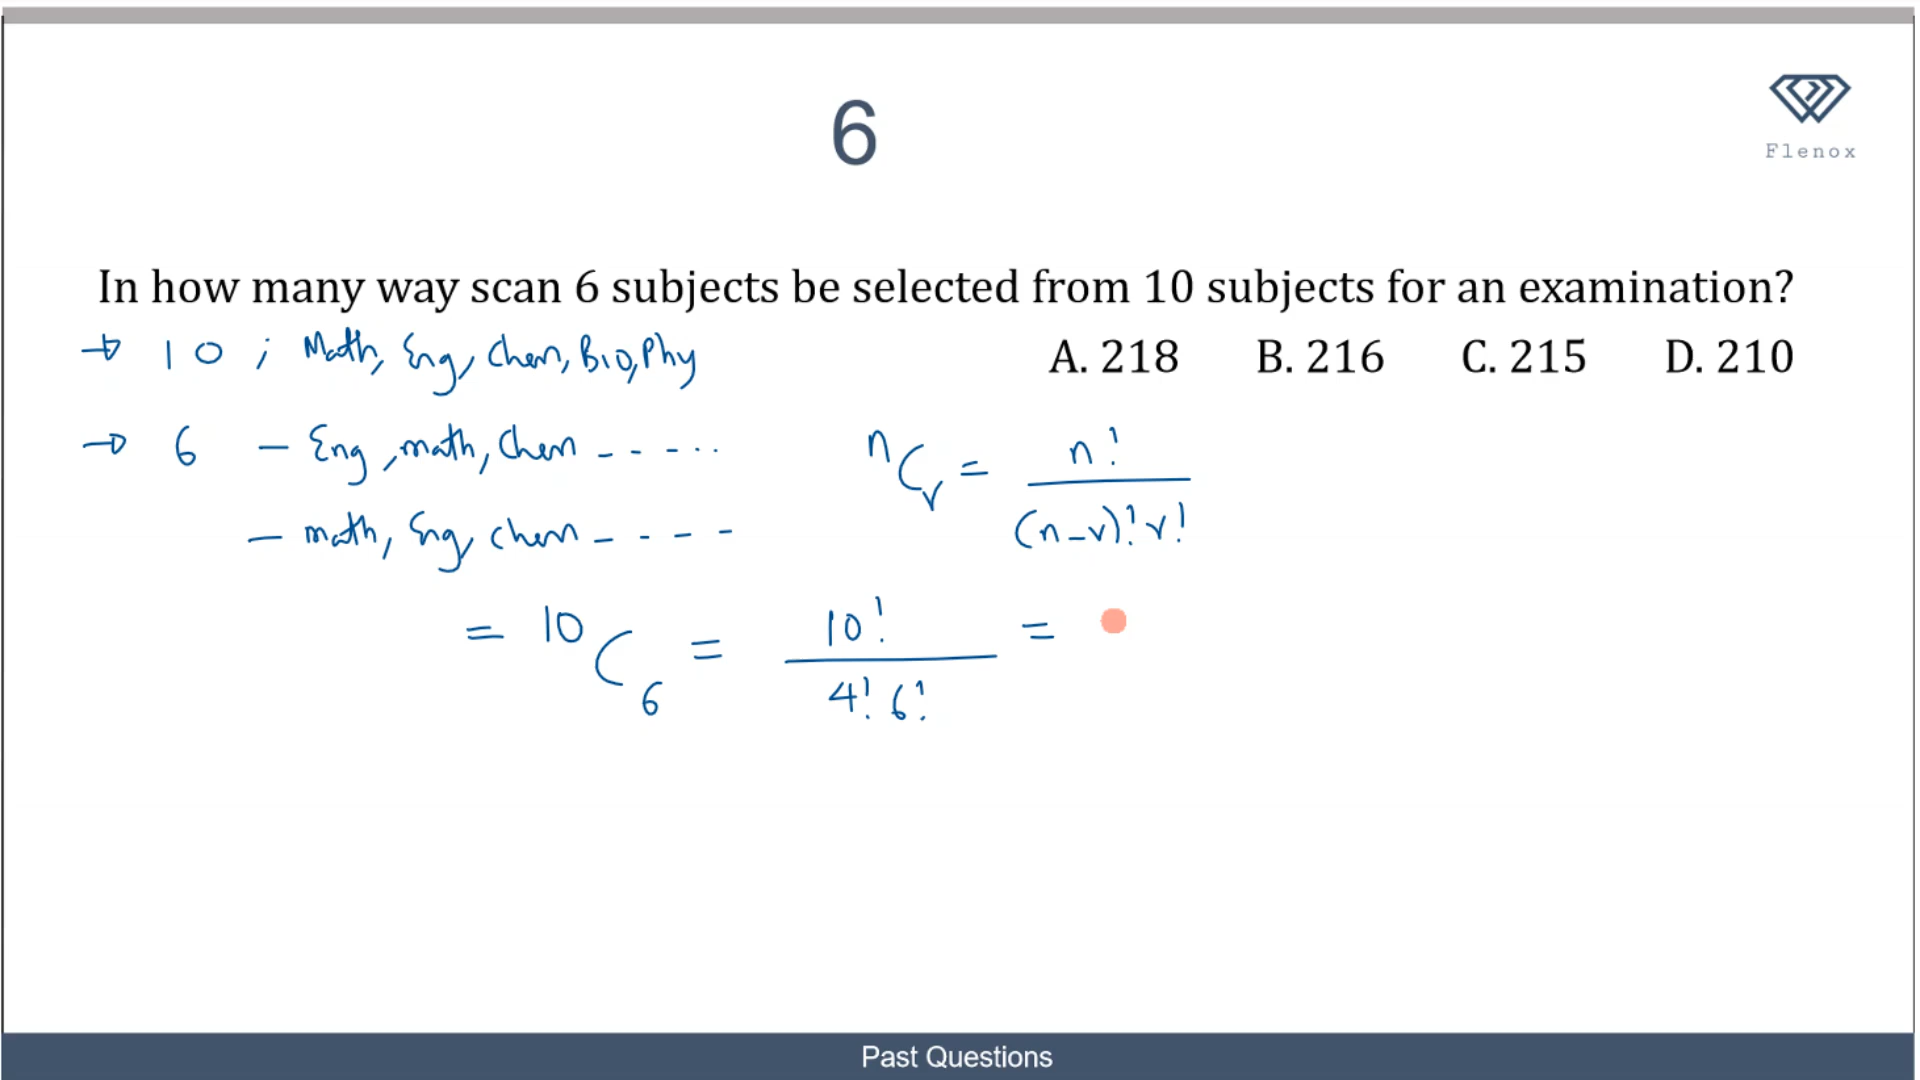 6
Flenox
In how many way scan 6 subjects be selected from 10 subjects for an examination?
→ 10 ; Math, Eng, Chem, Bio, Phy
A. 218 B. 216 C. 215 D. 210
→ 6 – Eng, math, Chem - - - - - -
ⁿCᵣ = n! / (n-r)! r!
– math, Eng, chem - - - -
= ¹⁰C₆ = 10! / 4! 6! =
Past Questions